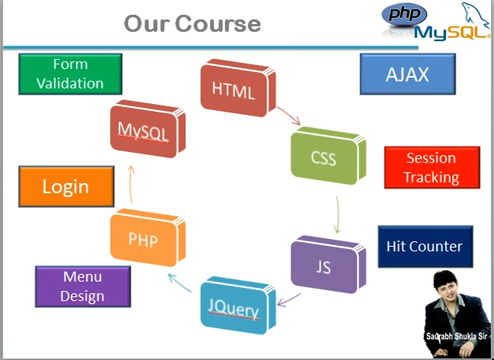 Our Course
php
MySQL
Form
Validation
HTML
AJAX
MySQL
CSS
Session
Tracking
Login
PHP
JS
Hit Counter
Menu
Design
JQuery
Saurabh Shukla Sir